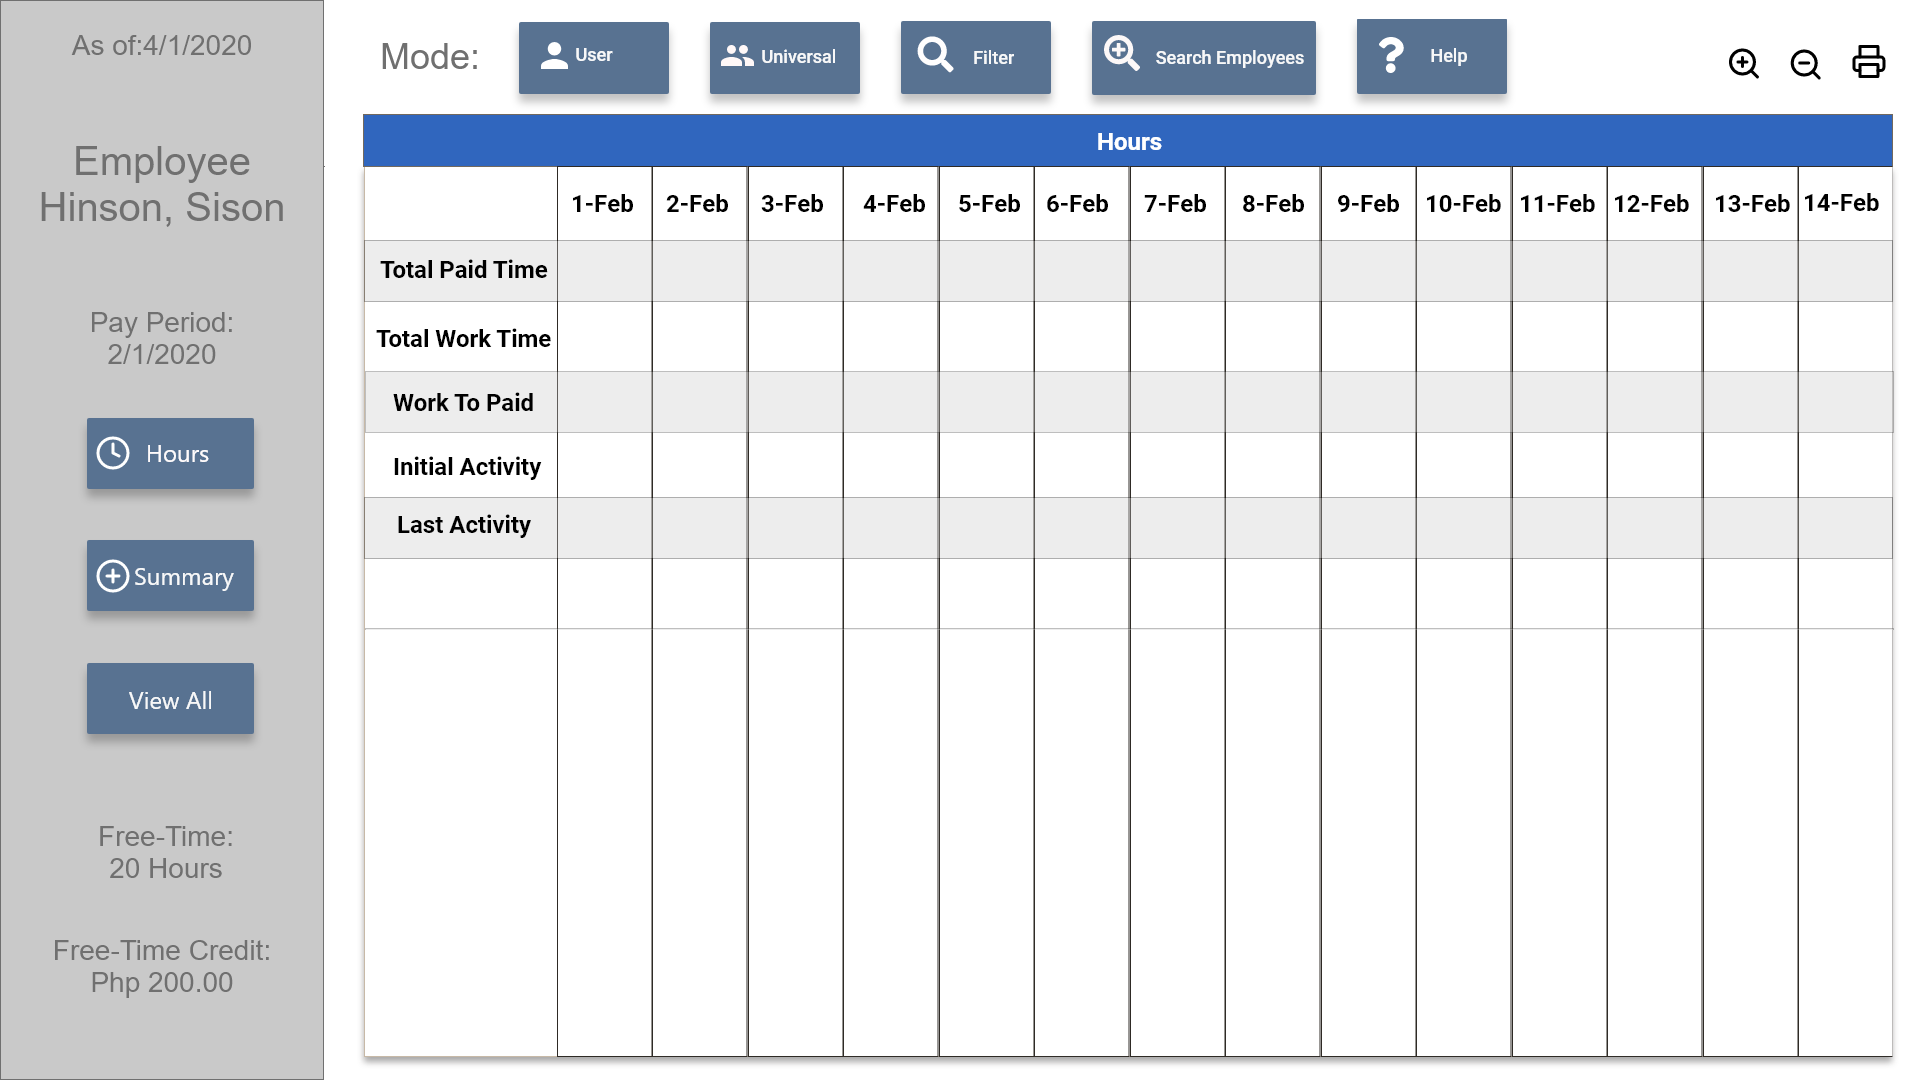 As of:4/1/2020
Employee
Hinson, Sison
Pay Period:
2/1/2020
Hours
Summary
View All
Free-Time:
20 Hours
Free-Time Credit:
Php 200.00
Mode:
User
Universal
Filter
Search Employees
Help
Hours
1-Feb 2-Feb 3-Feb 4-Feb 5-Feb 6-Feb 7-Feb 8-Feb 9-Feb 10-Feb 11-Feb 12-Feb 13-Feb 14-Feb
Total Paid Time
Total Work Time
Work To Paid
Initial Activity
Last Activity